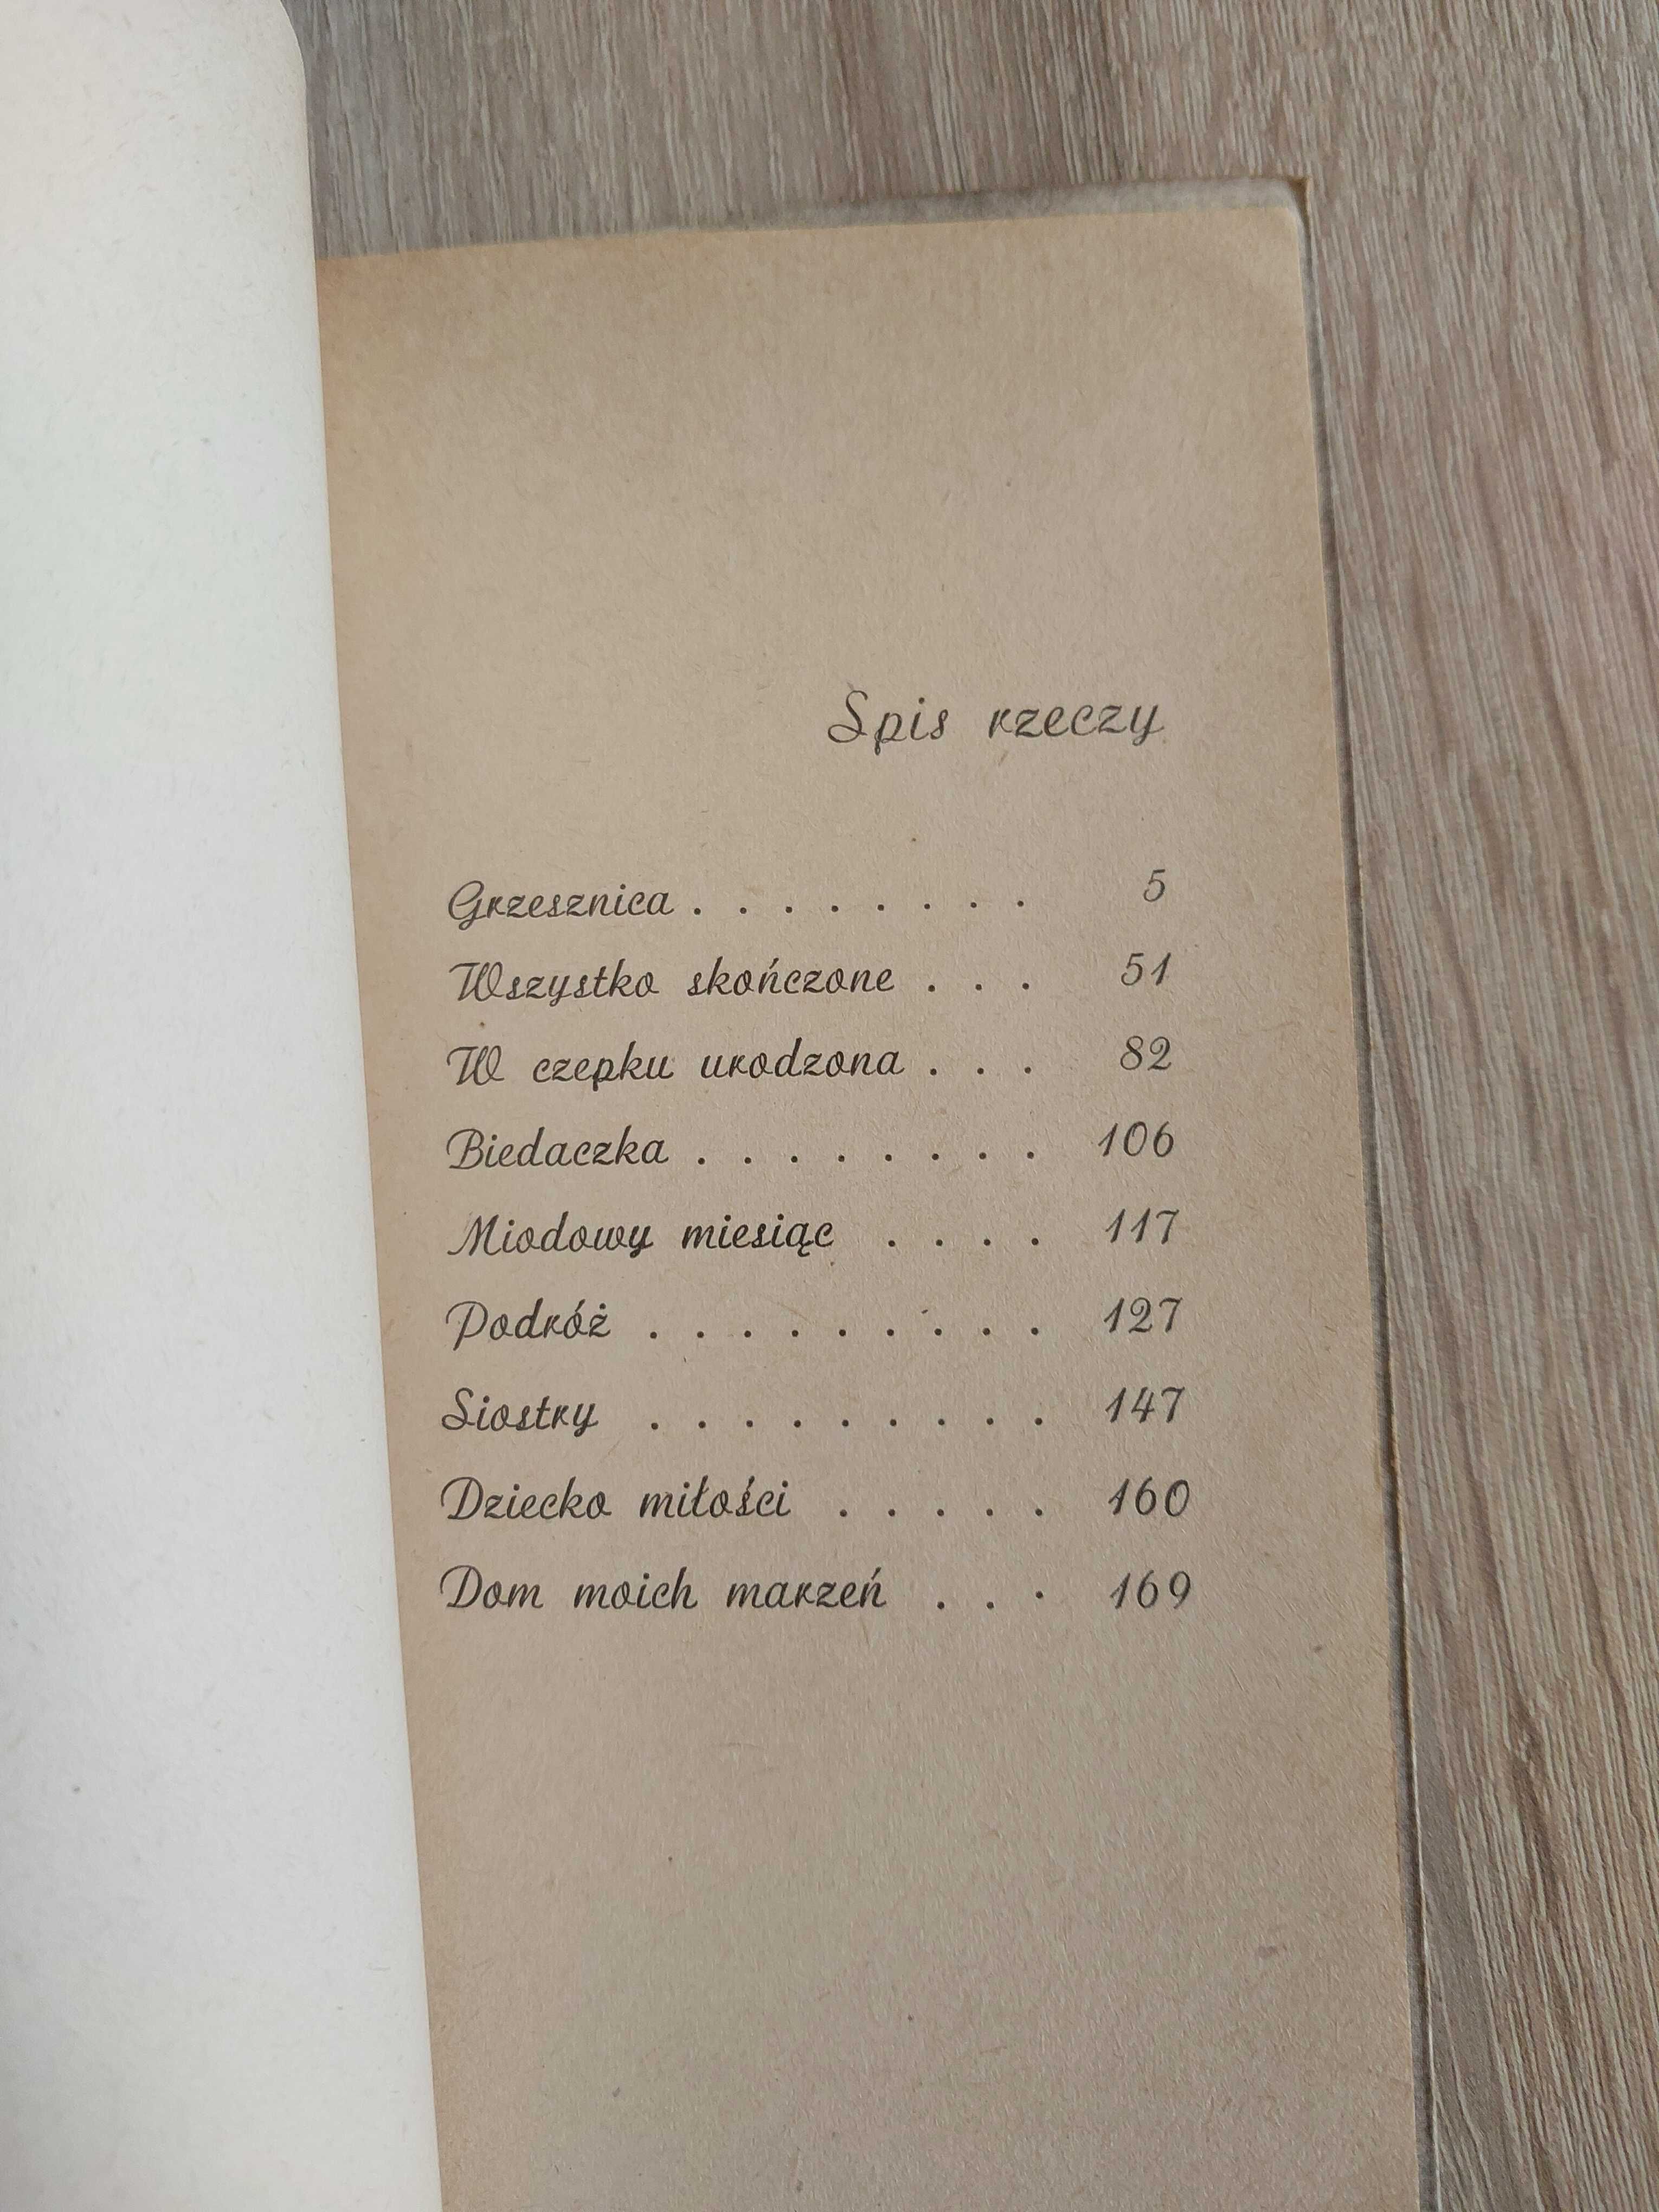 Spis rzeczy
Grzesznica . . . . . . . . 5
Wszystko skończone . . . 51
W czepku urodzona . . . 82
Biedaczka . . . . . . . . 106
Miodowy miesiąc . . . . 117
Podróż . . . . . . . . . 127
Siostry . . . . . . . . . 147
Dziecko miłości . . . . . 160
Dom moich marzeń . . . 169